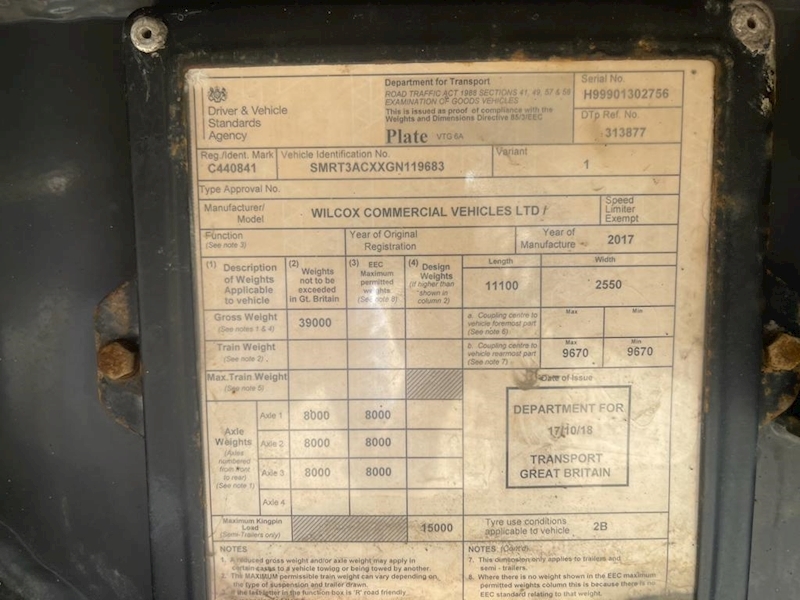 Driver & Vehicle
Standards
Agency
Department for Transport
ROAD TRAFFIC ACT 1988 SECTIONS 41, 49, 57 & 58
EXAMINATION OF GOODS VEHICLES
This is issued as proof of compliance with the
Weights and Dimensions Directive 85/3/EEC
Plate VTG 6A
Serial No.
H99901302756
DTp Ref. No.
313877
Reg./Ident. Mark
C440841
Vehicle Identification No.
SMRT3ACXXGN119683
Variant
1
Type Approval No.
Manufacturer/
Model
WILCOX COMMERCIAL VEHICLES LTD /
Speed
Limiter
Exempt
Function
(See note 3)
Year of Original
Registration
Year of
Manufacture
2017
(1) Description
of Weights
Applicable
to vehicle
(2) Weights
not to be
exceeded
in Gt. Britain
(3) EEC
Maximum
permitted
weights
(See note 8)
(4) Design
Weights
(If higher than
shown in
column 2)
Length
11100
Width
2550
Gross Weight
(See notes 1 & 4)
39000
a. Coupling centre to
vehicle foremost part
(See note 6)
Max
Min
Train Weight
(See note 2)
b. Coupling centre to
vehicle rearmost part
(See note 7)
Max
9670
Min
9670
Max.Train Weight
(See note 5)
Date of Issue
Axle
Weights
(Axles
numbered
from front
to rear)
(See note 1)
Axle 1 8000 8000
Axle 2 8000 8000
Axle 3 8000 8000
Axle 4
DEPARTMENT FOR
17/10/18
TRANSPORT
GREAT BRITAIN
Maximum Kingpin
Load
(Semi-Trailers only)
15000
Tyre use conditions
applicable to vehicle
2B
NOTES
1. A reduced gross weight and/or axle weight may apply in
certain cases to a vehicle towing or being towed by another.
2. The MAXIMUM permissible train weight can vary depending on
the type of suspension and trailer drawn.
If the last letter in the function box is 'R' road friendly
NOTES (Cont'd)
7. This dimension only applies to trailers and
semi - trailers.
8. Where there is no weight shown in the EEC maximum
permitted weights column this is because there is no
EEC standard relating to that weight.